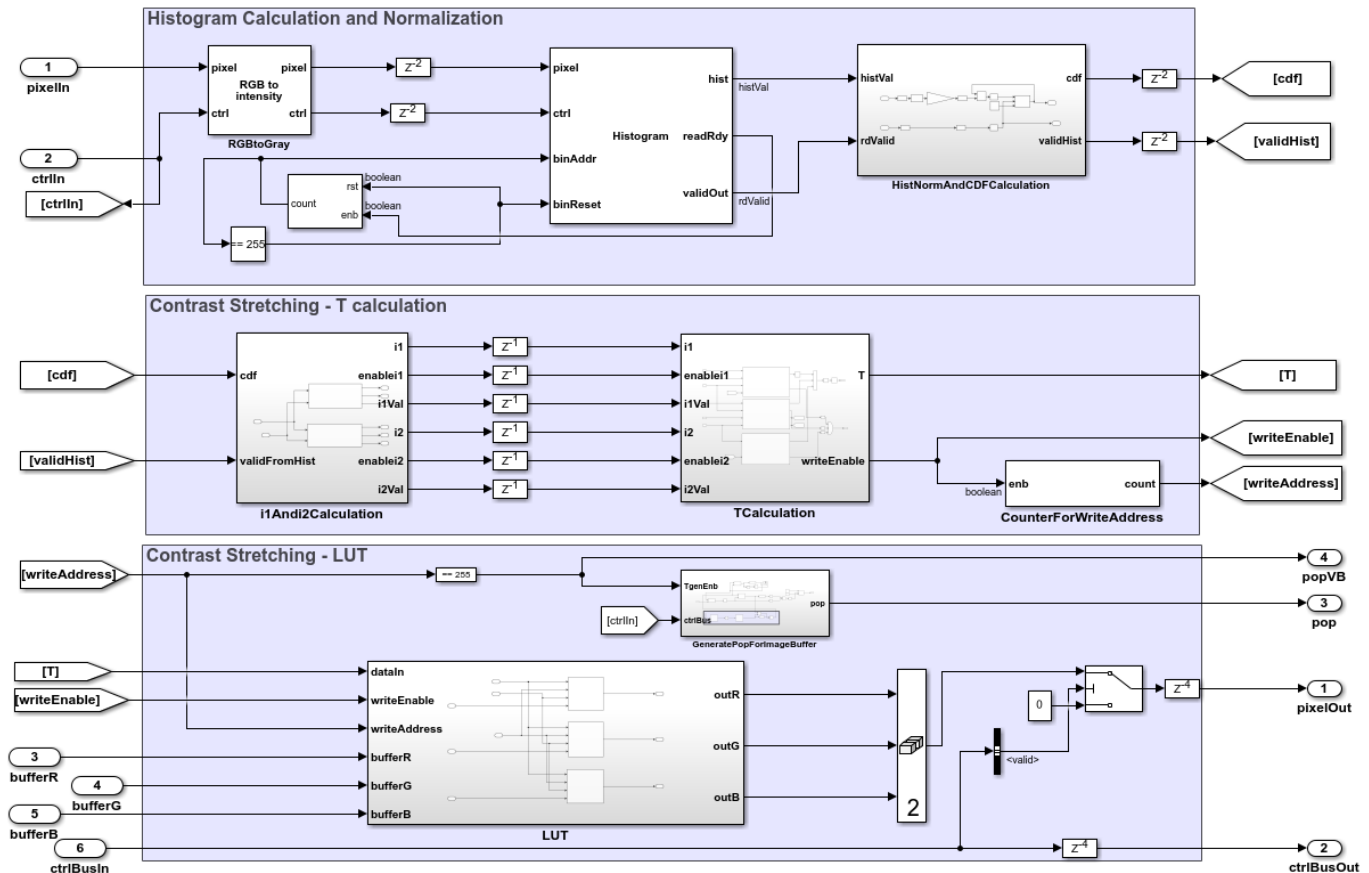 Histogram Calculation and Normalization
1
pixelIn
pixel
RGB to
intensity
pixel
ctrl
ctrl
RGBtoGray
Z-2
Z-2
2
ctrlIn
[ctrlIn]
rst
count
enb
boolean
boolean
== 255
pixel
ctrl
binAddr
binReset
Histogram
hist
readRdy
validOut
histVal
rdValid
histVal
rdValid
cdf
validHist
HistNormAndCDFCalculation
Z-2
Z-2
[cdf]
[validHist]
Contrast Stretching - T calculation
[cdf]
[validHist]
cdf
validFromHist
i1
enablei1
i1Val
i2
enablei2
i2Val
i1Andi2Calculation
Z-1
Z-1
Z-1
Z-1
Z-1
Z-1
i1
enablei1
i1Val
i2
enablei2
i2Val
T
writeEnable
TCalculation
boolean
enb
count
CounterForWriteAddress
[T]
[writeEnable]
[writeAddress]
Contrast Stretching - LUT
[writeAddress]
== 255
[ctrlIn]
TgenEnb
ctrlBus
pop
GeneratePopForImageBuffer
4
popVB
3
pop
[T]
[writeEnable]
3
bufferR
4
bufferG
5
bufferB
6
ctrlBusIn
dataIn
writeEnable
writeAddress
bufferR
bufferG
bufferB
outR
outG
outB
LUT
2
0
<valid>
Z-4
1
pixelOut
Z-4
2
ctrlBusOut